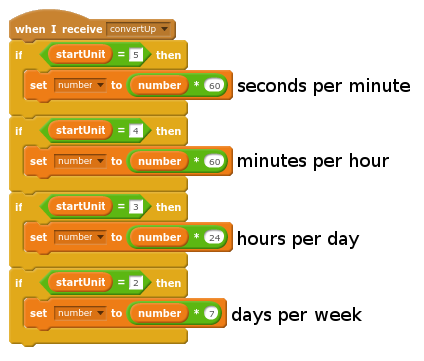 when I receive convertUp
if startUnit = 5 then
set number to number * 60 seconds per minute
if startUnit = 4 then
set number to number * 60 minutes per hour
if startUnit = 3 then
set number to number * 24 hours per day
if startUnit = 2 then
set number to number * 7 days per week